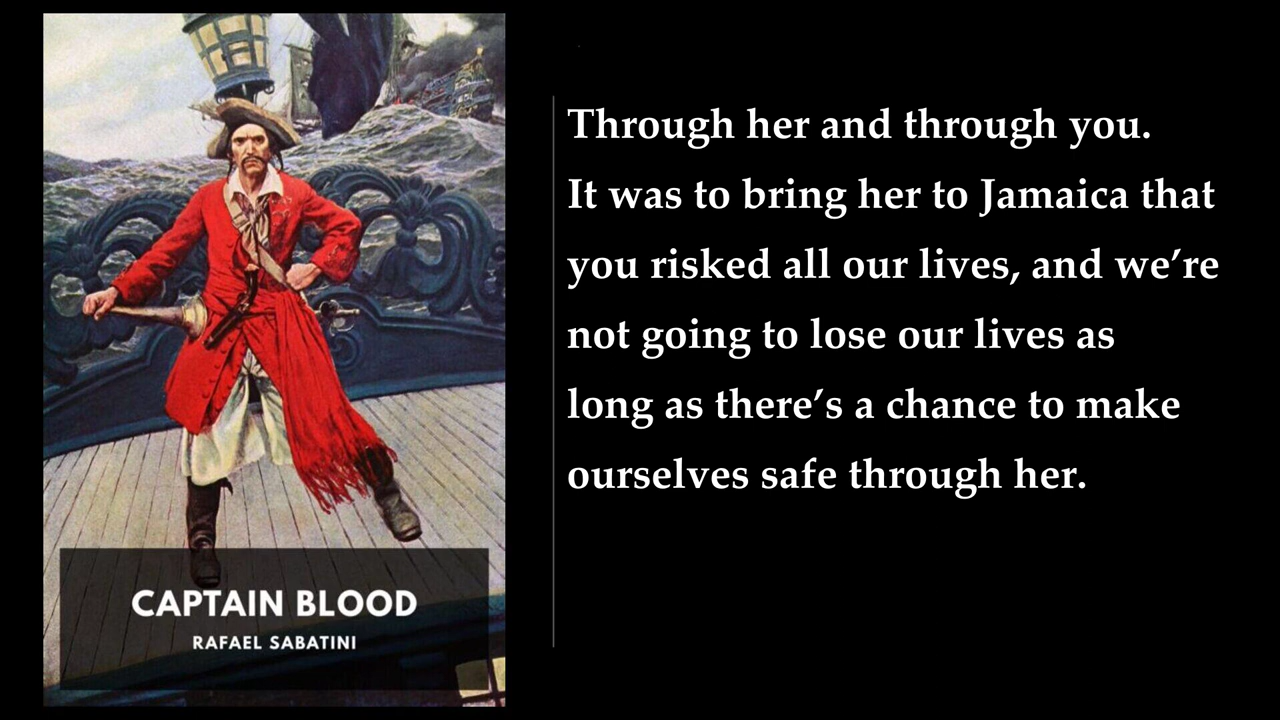 CAPTAIN BLOOD
RAFAEL SABATINI
Through her and through you.
It was to bring her to Jamaica that
you risked all our lives, and we’re
not going to lose our lives as
long as there’s a chance to make
ourselves safe through her.